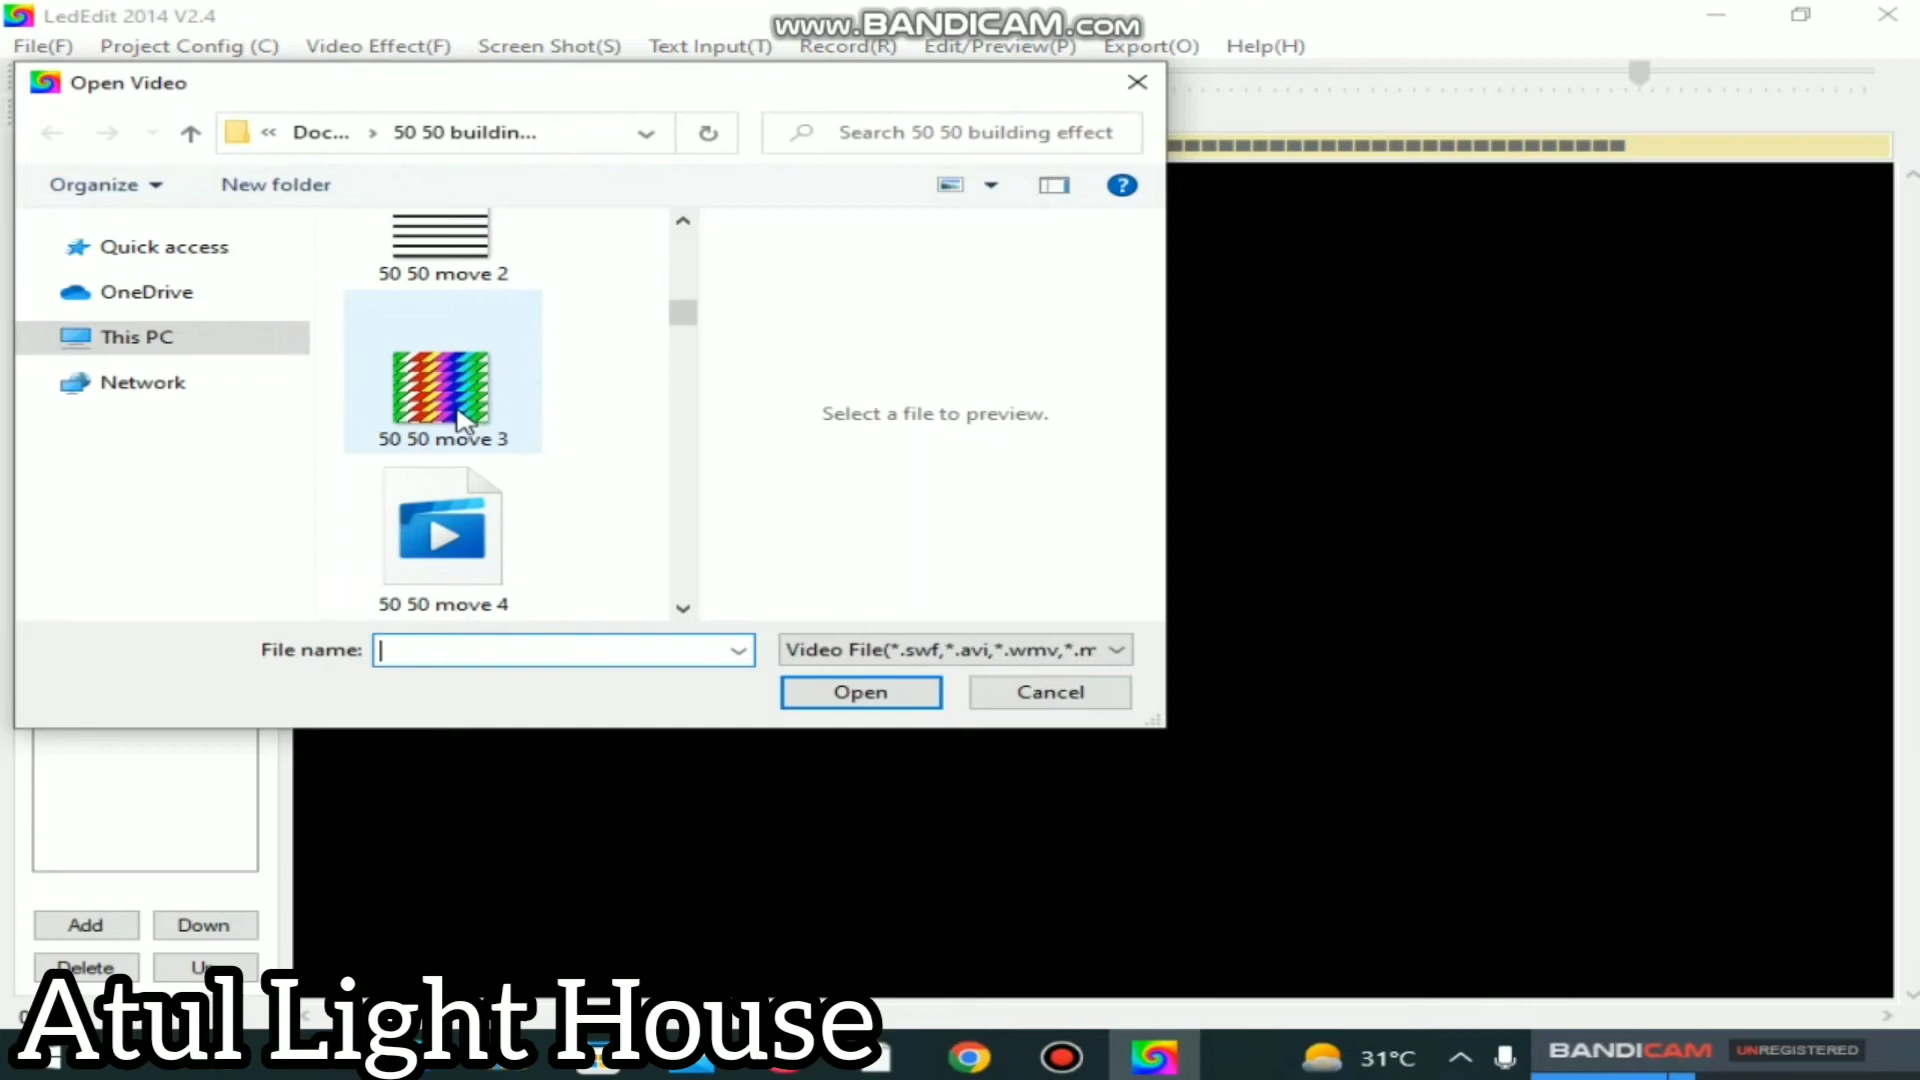 LedEdit 2014 V2.4
www.BANDICAM.com
File(F) Project Config (C) Video Effect(F) Screen Shot(S) Text Input(T) Record(R) Edit/Preview(P) Export(O) Help(H)
Open Video
« Doc... › 50 50 buildin...
Search 50 50 building effect
Organize
New folder
Quick access
OneDrive
This PC
Network
50 50 move 2
50 50 move 3
50 50 move 4
Select a file to preview.
File name:
Video File(*.swf,*.avi,*.wmv,*.m
Open
Cancel
Add
Down
Delete
Up
Atul Light House
31°C
BANDICAM UNREGISTERED